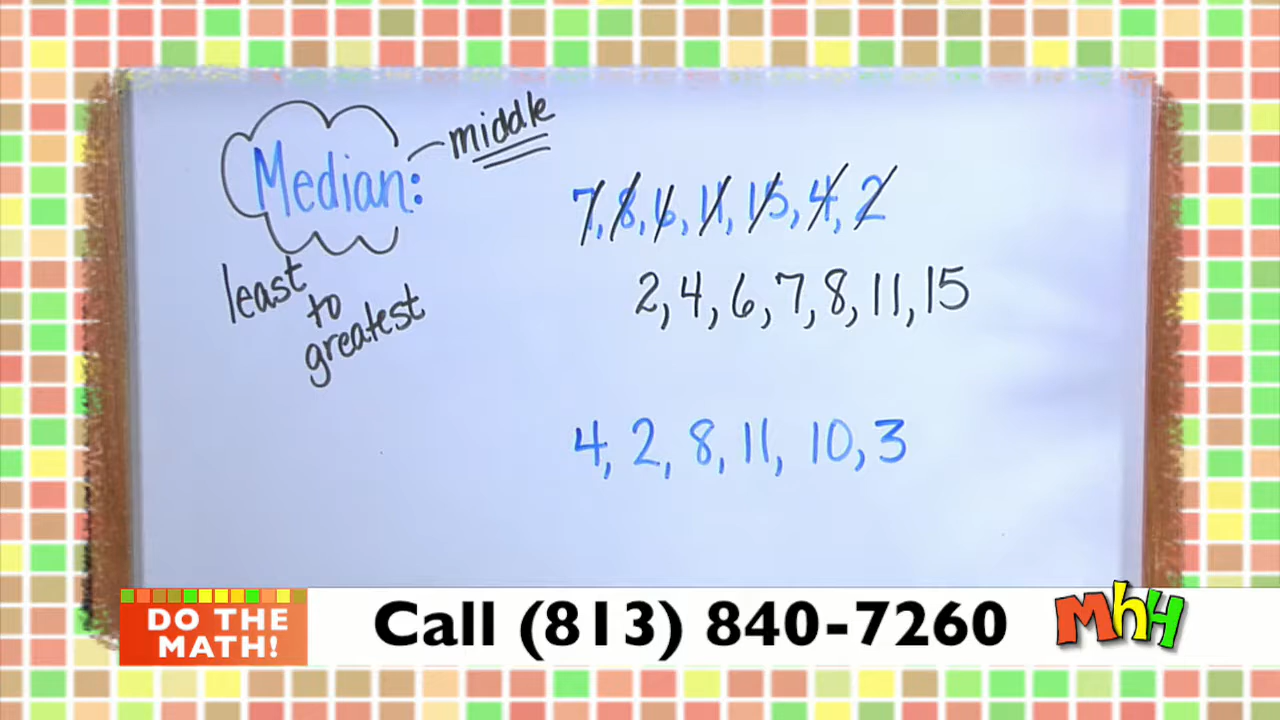 Median: middle
least
to
greatest
7, 8, 6, 11, 15, 4, 2
2, 4, 6, 7, 8, 11, 15
4, 2, 8, 11, 10, 3
DO THE
MATH!
Call (813) 840-7260
Mh4